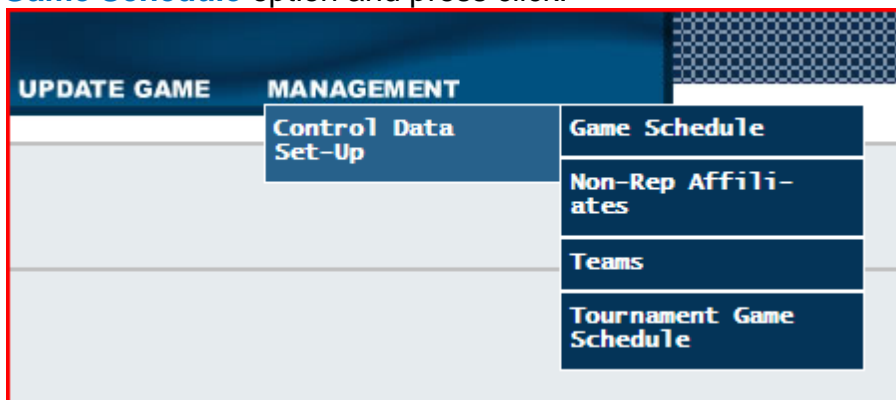 Game Schedule option and press click.
UPDATE GAME MANAGEMENT
Control Data
Set-Up
Game Schedule
Non-Rep Affili-
ates
Teams
Tournament Game
Schedule